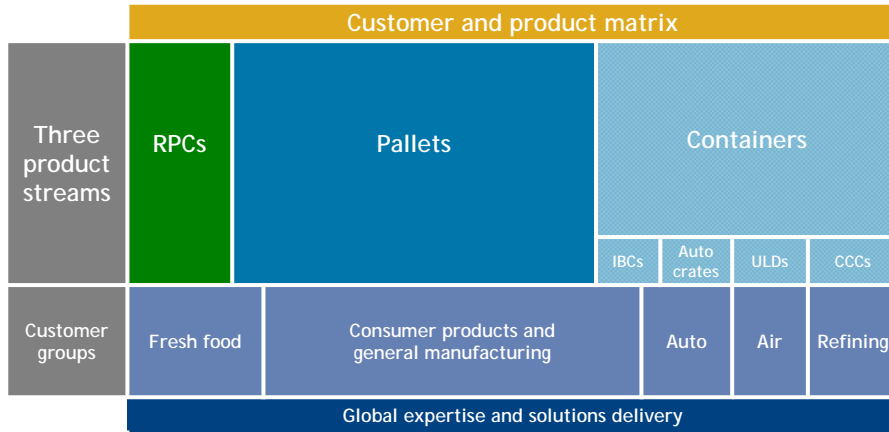 Customer and product matrix
Three
product
streams
RPCs
Pallets
Containers
IBCs
Auto
crates
ULDs
CCCs
Customer
groups
Fresh food
Consumer products and
general manufacturing
Auto
Air
Refining
Global expertise and solutions delivery